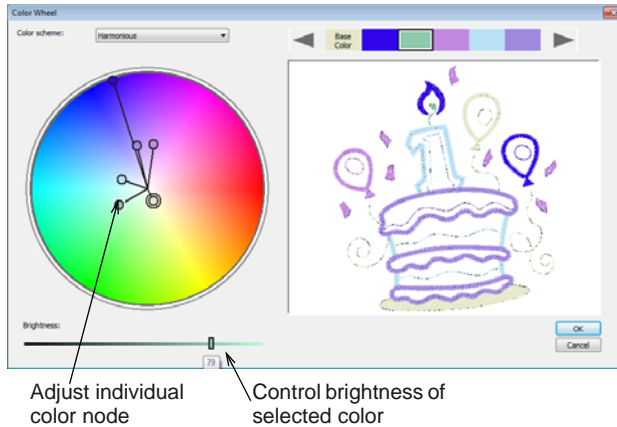 Color Wheel
Color scheme:
Harmonious
Base
Color
1
Brightness:
79
OK
Cancel
Adjust individual
color node
Control brightness of
selected color